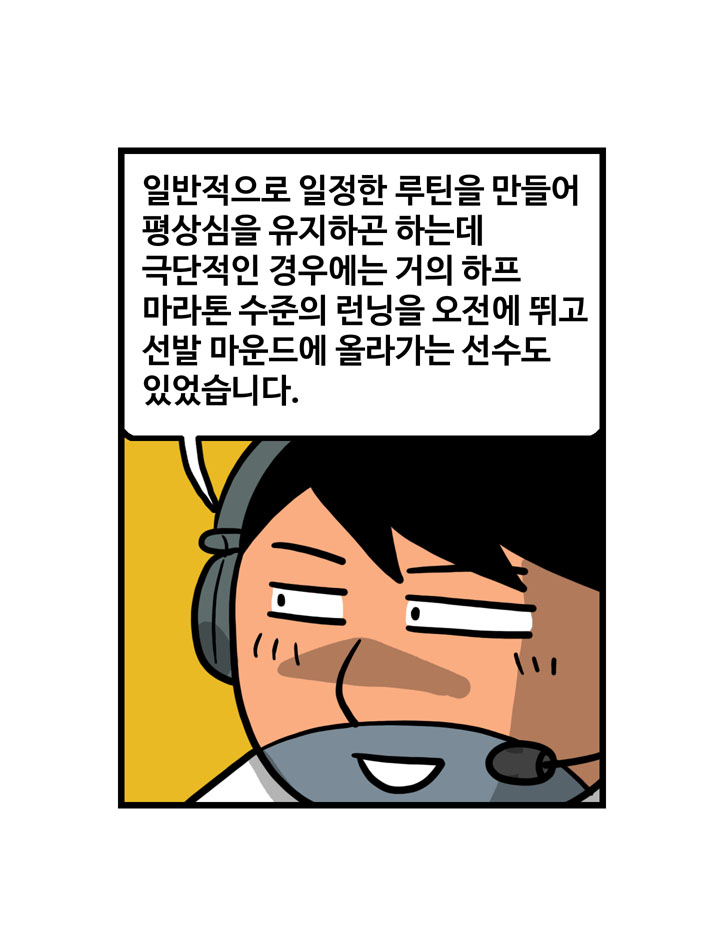 일반적으로 일정한 루틴을 만들어
평상심을 유지하곤 하는데
극단적인 경우에는 거의 하프
마라톤 수준의 런닝을 오전에 뛰고
선발 마운드에 올라가는 선수도
있었습니다.